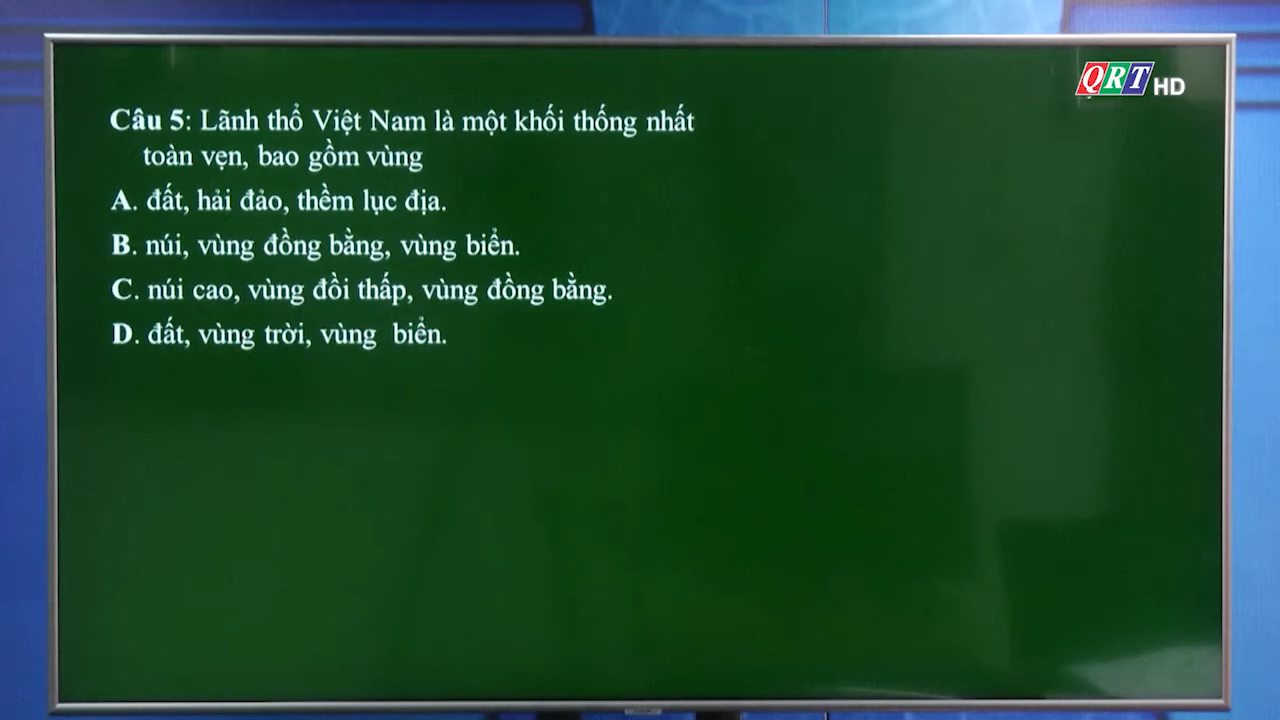 QRT HD
Câu 5: Lãnh thổ Việt Nam là một khối thống nhất
toàn vẹn, bao gồm vùng
A. đất, hải đảo, thềm lục địa.
B. núi, vùng đồng bằng, vùng biển.
C. núi cao, vùng đồi thấp, vùng đồng bằng.
D. đất, vùng trời, vùng biển.